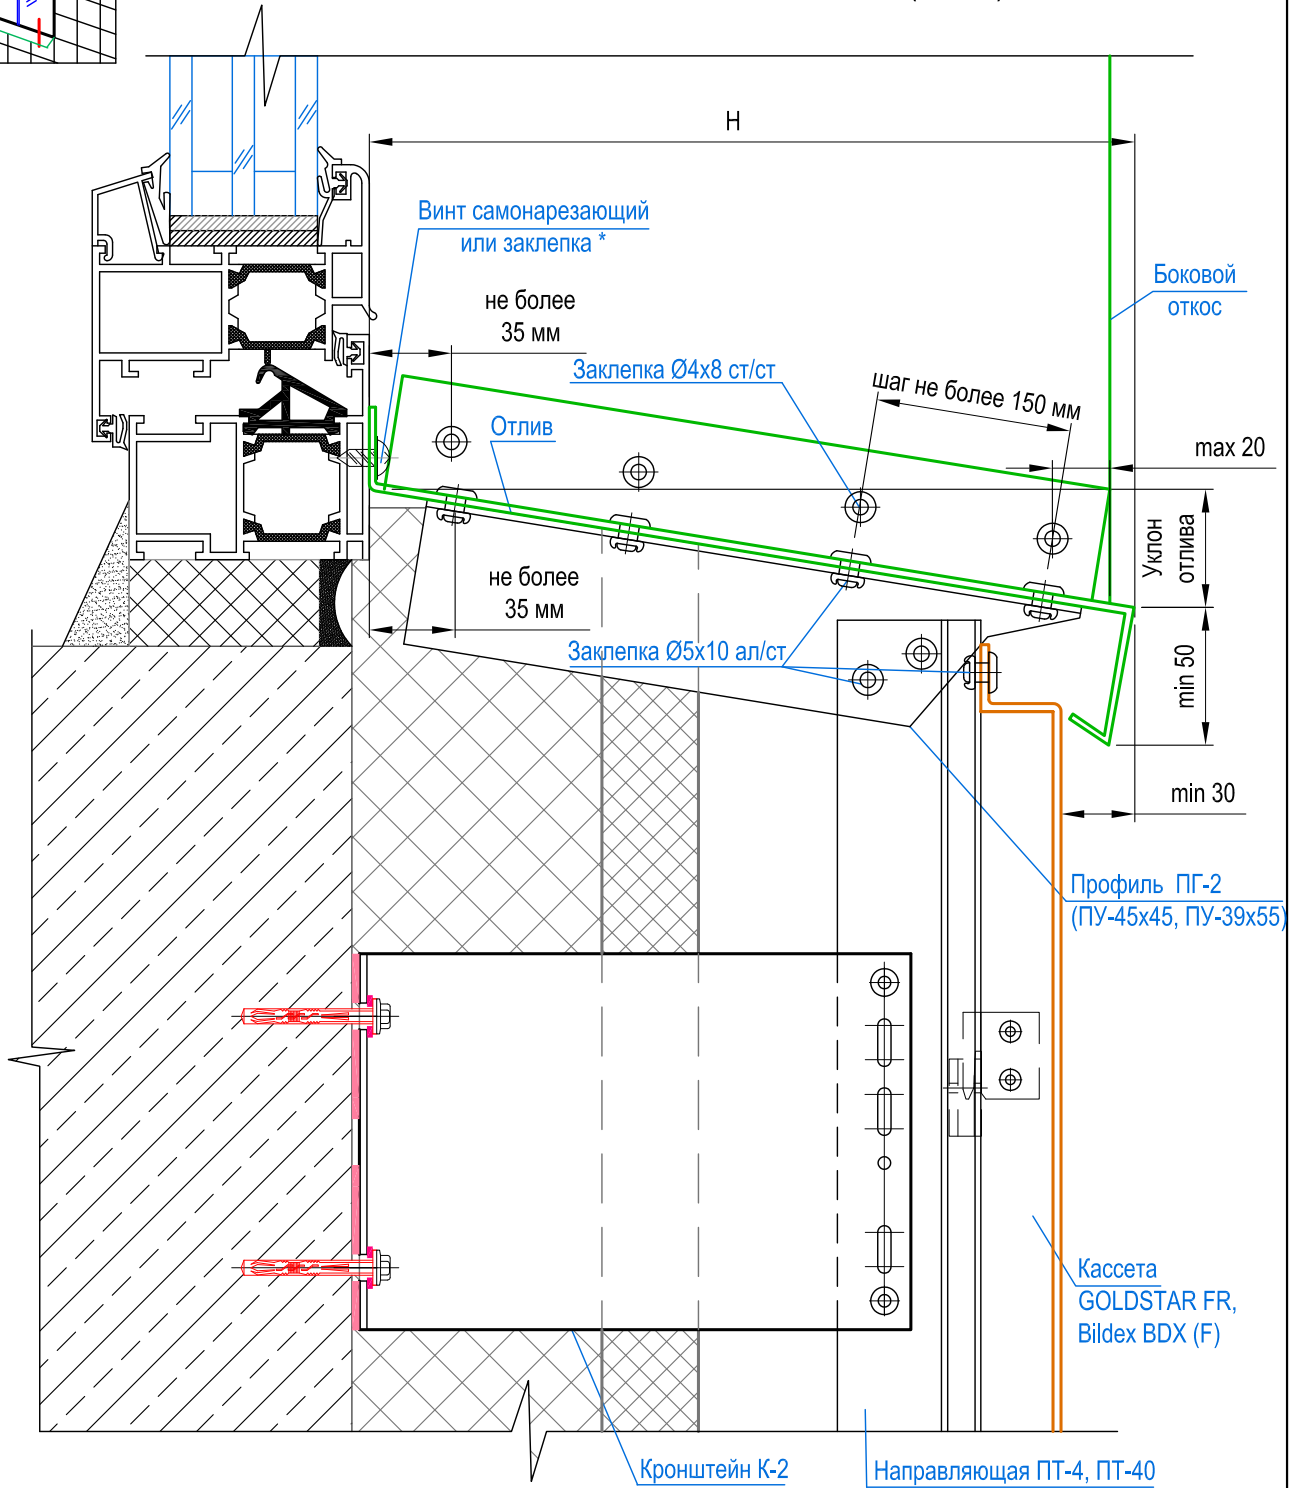 H
Винт самонарезающий
или заклепка *
Боковой
откос
не более
35 мм
Заклепка Ø4х8 ст/ст
шаг не более 150 мм
Отлив
max 20
Уклон
отлива
не более
35 мм
Заклепка Ø5х10 ал/ст
min 50
min 30
Профиль ПГ-2
(ПУ-45х45, ПУ-39х55)
Кассета
GOLDSTAR FR,
Bildex BDX (F)
Кронштейн К-2
Направляющая ПТ-4, ПТ-40